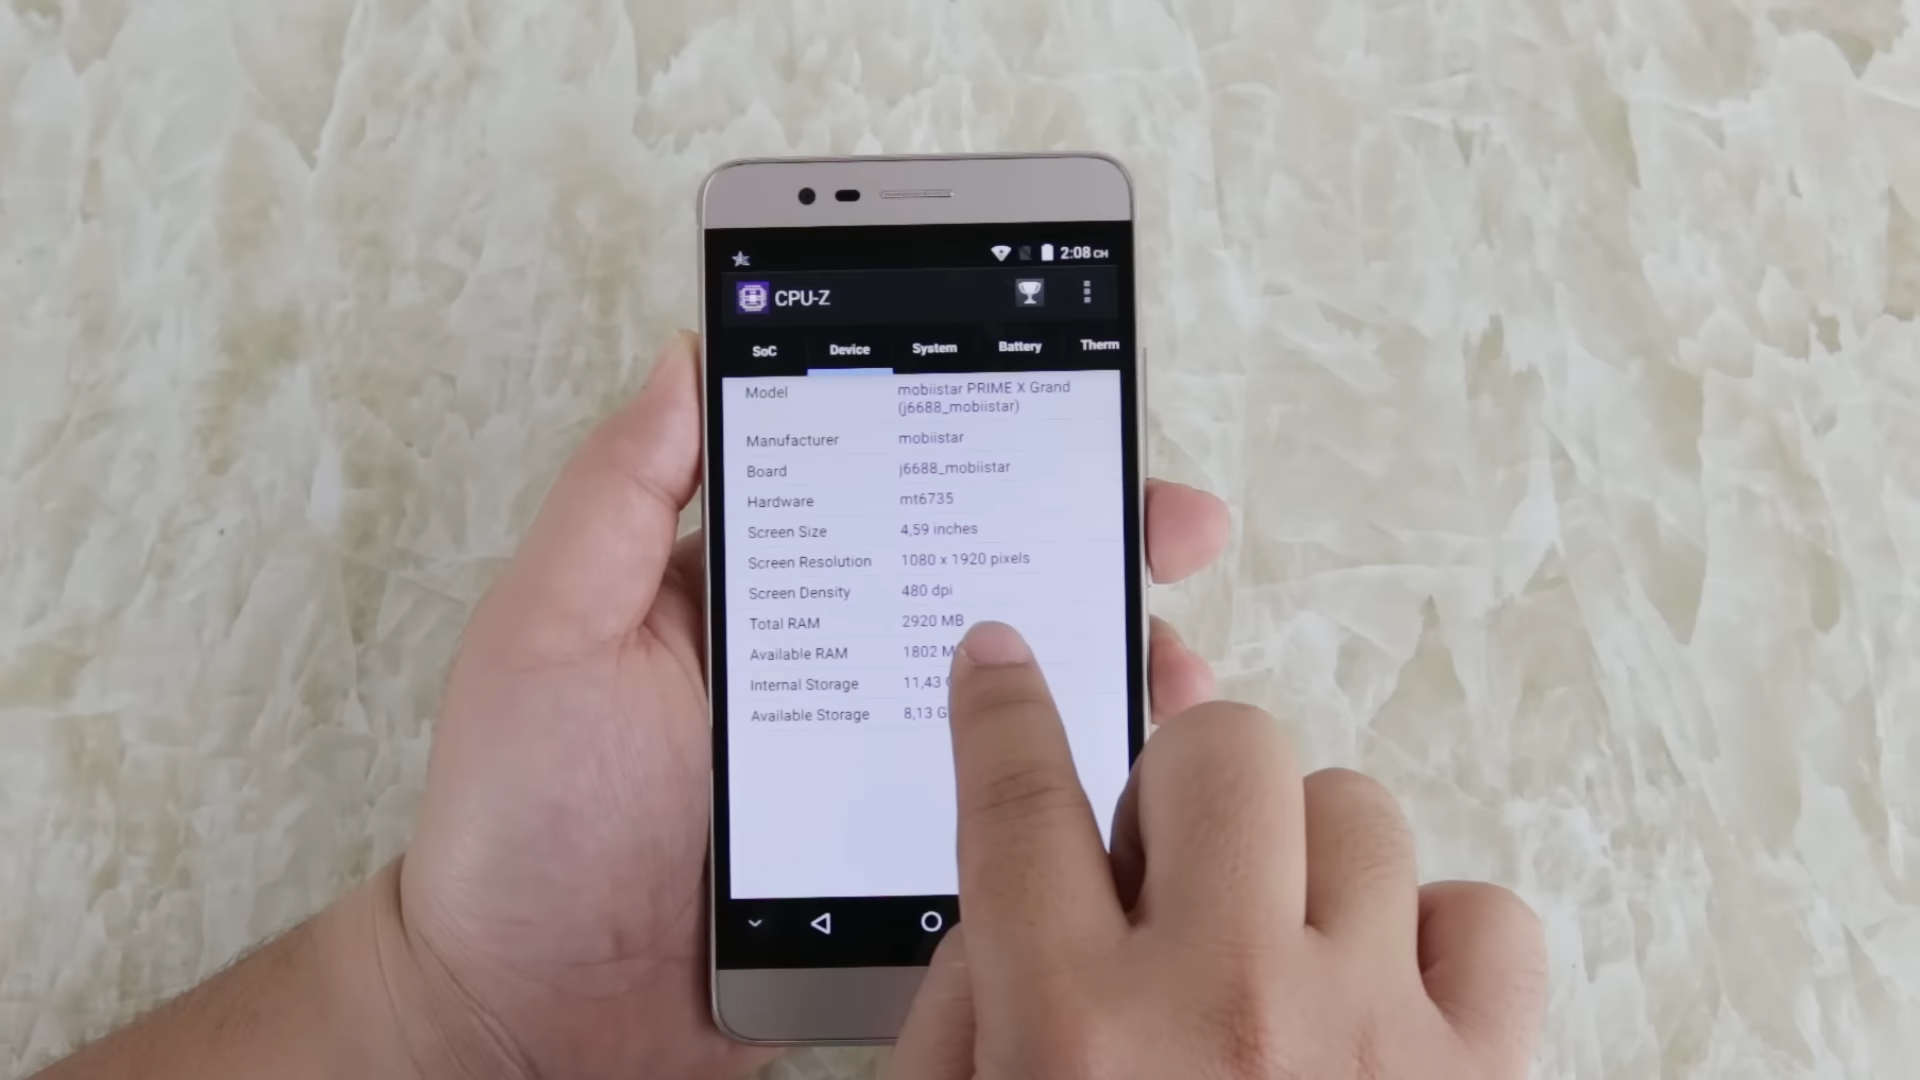 2:08 CH
CPU-Z
SoC Device System Battery Therm
Model mobiistar PRIME X Grand
(j6688_mobiistar)
Manufacturer mobiistar
Board j6688_mobiistar
Hardware mt6735
Screen Size 4,59 inches
Screen Resolution 1080 x 1920 pixels
Screen Density 480 dpi
Total RAM 2920 MB
Available RAM 1802 M
Internal Storage 11,43
Available Storage 8,13 G